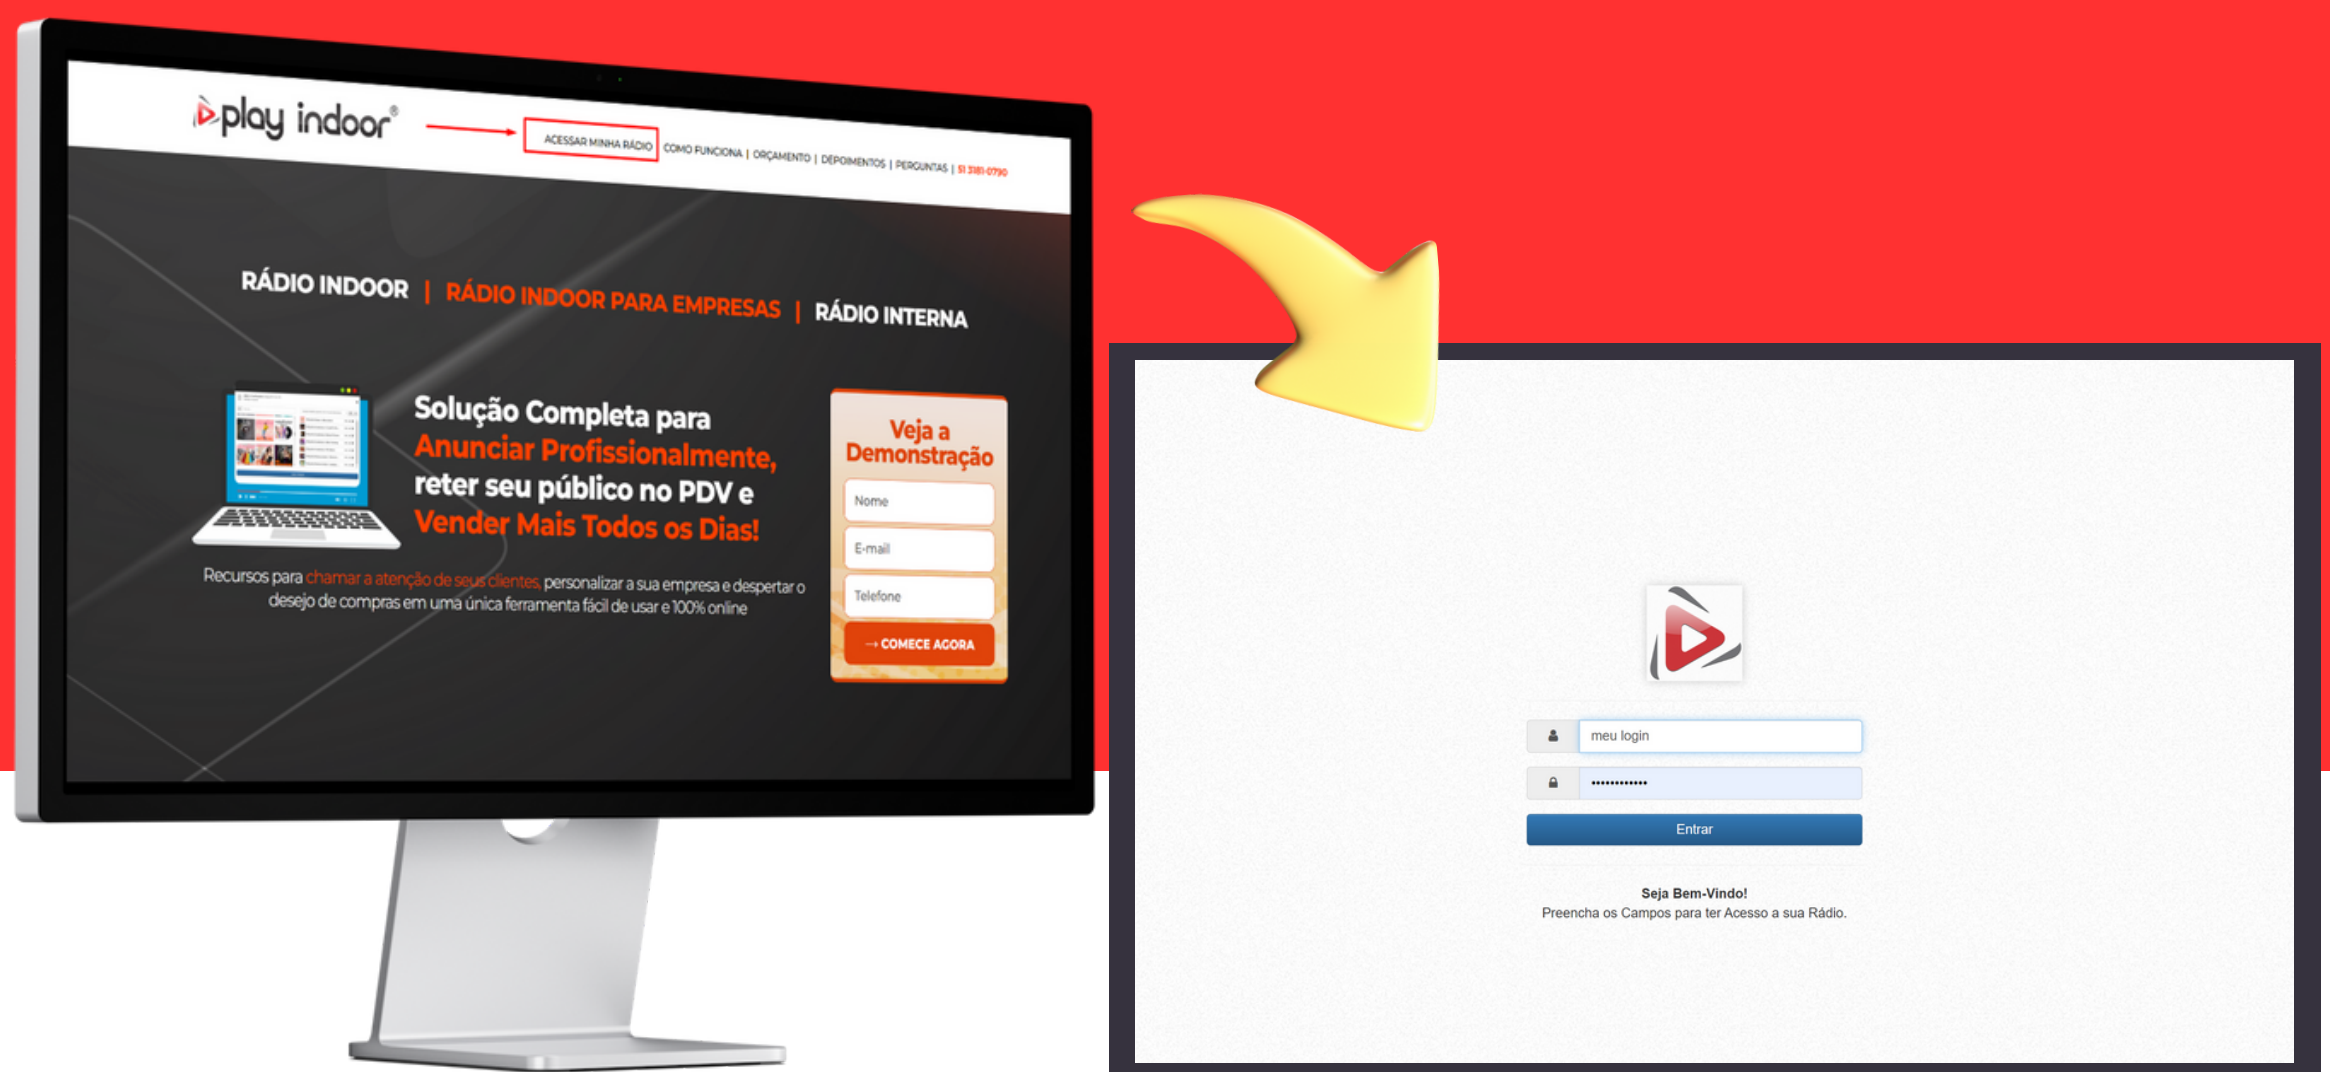 play indoor®
ACESSAR MINHA RÁDIO COMO FUNCIONA | ORÇAMENTO | DEPOIMENTOS | PERGUNTAS | 51 3181-0790
RÁDIO INDOOR | RÁDIO INDOOR PARA EMPRESAS | RÁDIO INTERNA
Solução Completa para
Anunciar Profissionalmente,
reter seu público no PDV e
Vender Mais Todos os Dias!
Recursos para chamar a atenção de seus clientes, personalizar a sua empresa e despertar o
desejo de compras em uma única ferramenta fácil de usar e 100% online
Veja a
Demonstração
Nome
E-mail
Telefone
→ COMECE AGORA
meu login
••••••••••••
Entrar
Seja Bem-Vindo!
Preencha os Campos para ter Acesso a sua Rádio.